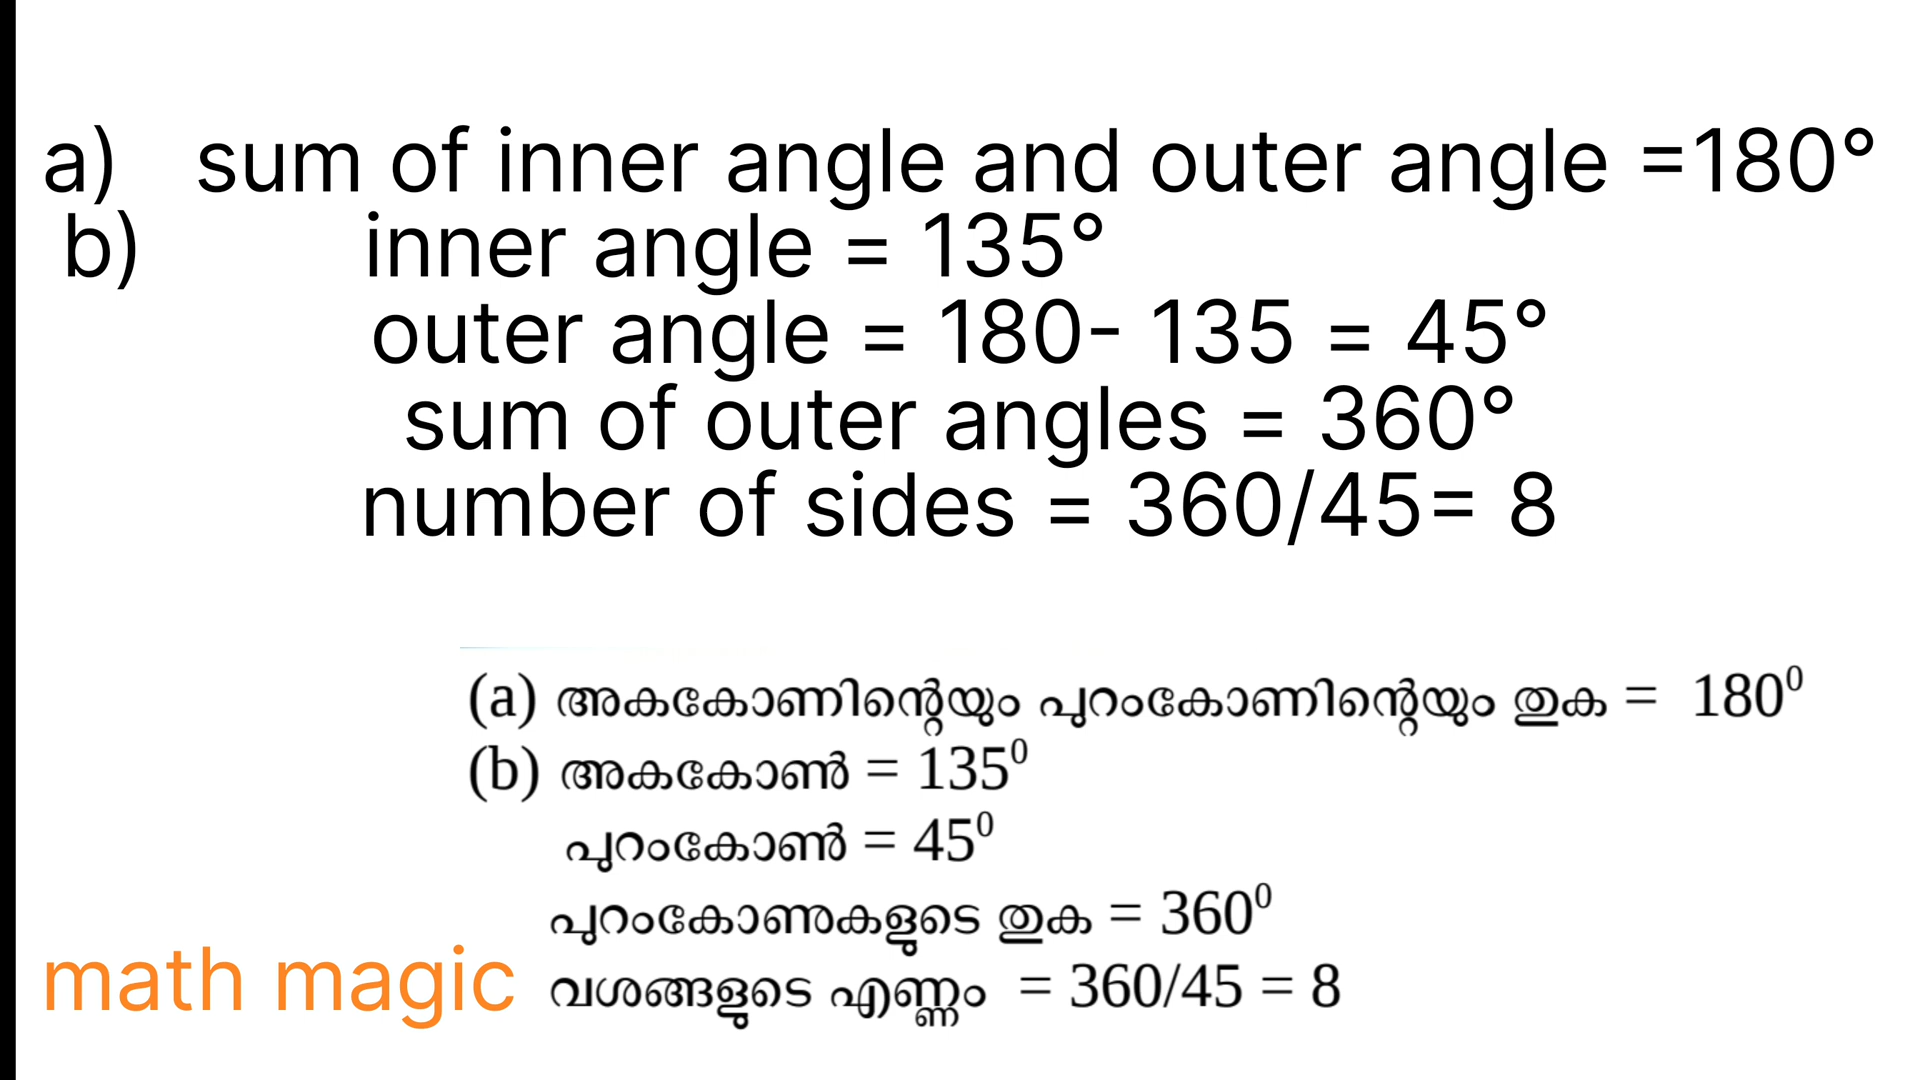 a) sum of inner angle and outer angle =180°
b) inner angle = 135°
outer angle = 180- 135 = 45°
sum of outer angles = 360°
number of sides = 360/45= 8
(a) അകകോണിന്റെയും പുറംകോണിന്റെയും തുക = 180⁰
(b) അകകോൺ = 135⁰
പുറംകോൺ = 45⁰
പുറംകോണുകളുടെ തുക = 360⁰
math magic
വശങ്ങളുടെ എണ്ണം = 360/45 = 8